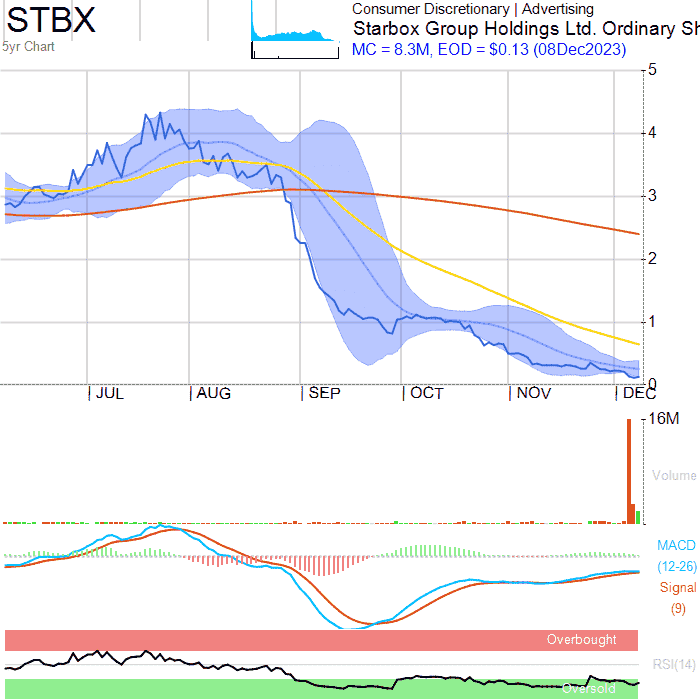 STBX
5yr Chart
Consumer Discretionary | Advertising
Starbox Group Holdings Ltd. Ordinary Sh
MC = 8.3M, EOD = $0.13 (08Dec2023)
5
4
3
2
1
0
JUL AUG SEP OCT NOV DEC
16M
Volume
MACD
(12-26)
Signal
(9)
Overbought
RSI(14)
Oversold